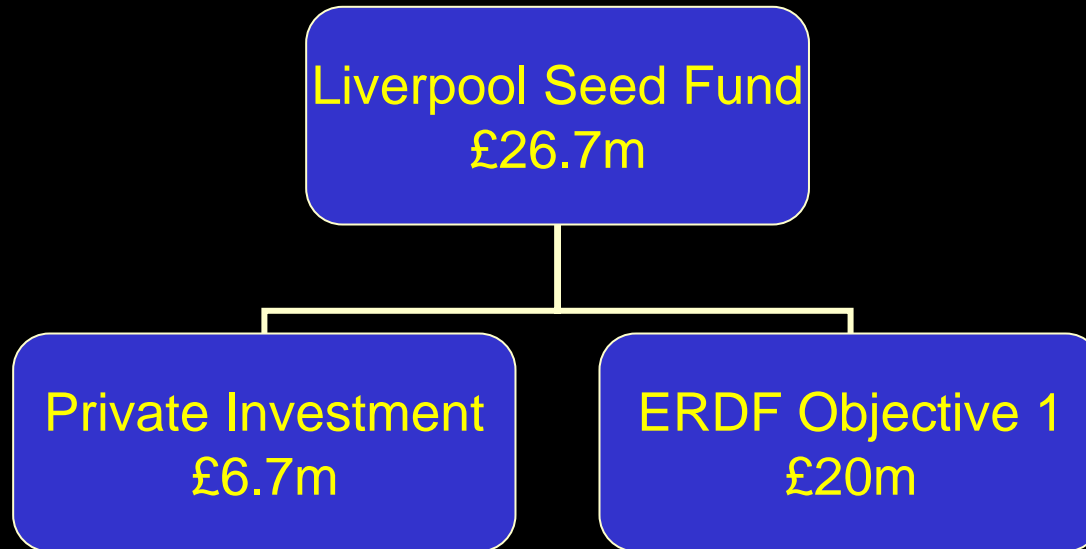 Liverpool Seed Fund
£26.7m
Private Investment
£6.7m
ERDF Objective 1
£20m